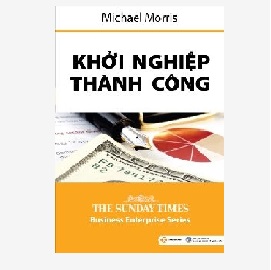 Michael Morris
KHỞI NGHIỆP
THÀNH CÔNG
THE SUNDAY TIMES
Business Enterprise Series